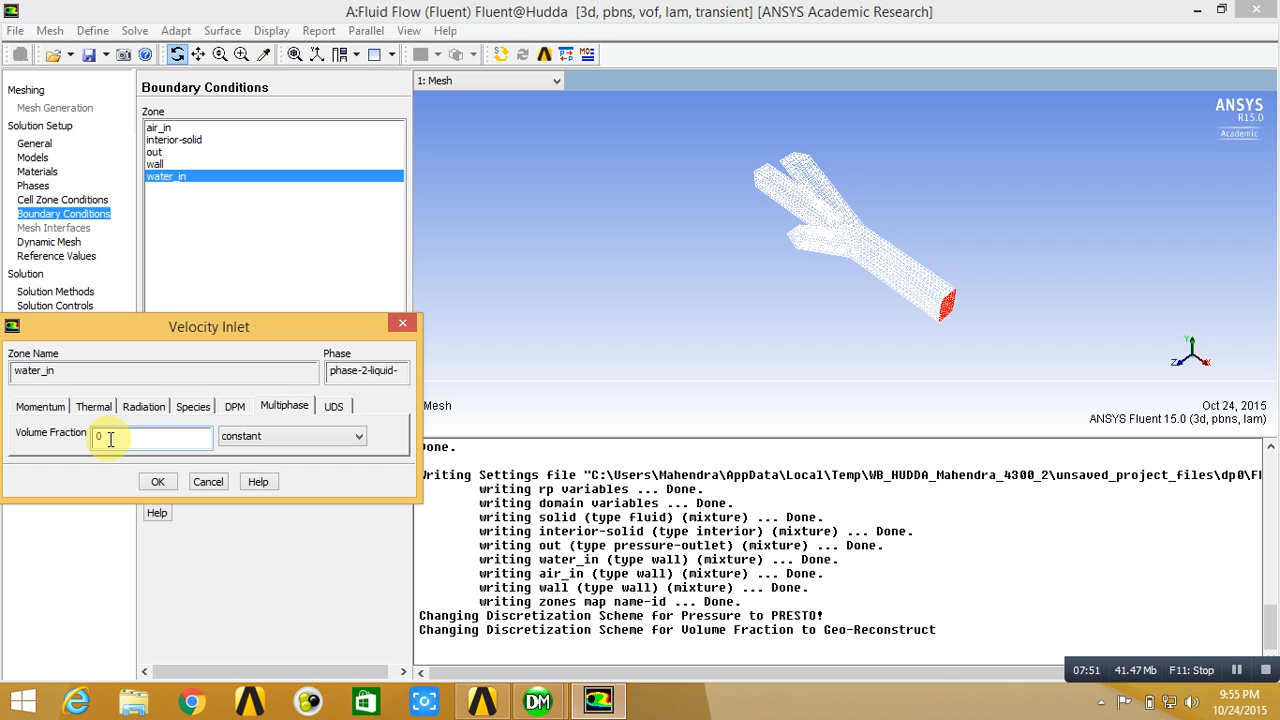 A:Fluid Flow (Fluent) Fluent@Hudda [3d, pbns, vof, lam, transient] [ANSYS Academic Research]
File Mesh Define Solve Adapt Surface Display Report Parallel View Help
Meshing
Mesh Generation
Solution Setup
General
Models
Materials
Phases
Cell Zone Conditions
Boundary Conditions
Mesh Interfaces
Dynamic Mesh
Reference Values
Solution
Solution Methods
Solution Controls
Boundary Conditions
Zone
air_in
interior-solid
out
wall
water_in
Help
1: Mesh
ANSYS
R15.0
Academic
Y
Z
X
Mesh
Oct 24, 2015
ANSYS Fluent 15.0 (3d, pbns, vof, lam)
Velocity Inlet
Zone Name
water_in
Phase
phase-2-liquid-
Momentum Thermal Radiation Species DPM Multiphase UDS
Volume Fraction 0 constant
OK Cancel Help
Done.
Writing Settings file "C:\Users\Mahendra\AppData\Local\Temp\WB_HUDDA_Mahendra_4300_2\unsaved_project_files\dp0\Fl
writing rp variables ... Done.
writing domain variables ... Done.
writing solid (type fluid) (mixture) ... Done.
writing interior-solid (type interior) (mixture) ... Done.
writing out (type pressure-outlet) (mixture) ... Done.
writing water_in (type wall) (mixture) ... Done.
writing air_in (type wall) (mixture) ... Done.
writing wall (type wall) (mixture) ... Done.
writing zones map name-id ... Done.
Changing Discretization Scheme for Pressure to PRESTO!
Changing Discretization Scheme for Volume Fraction to Geo-Reconstruct
07:51 41.47 Mb F11: Stop
DM
9:55 PM
10/24/2015